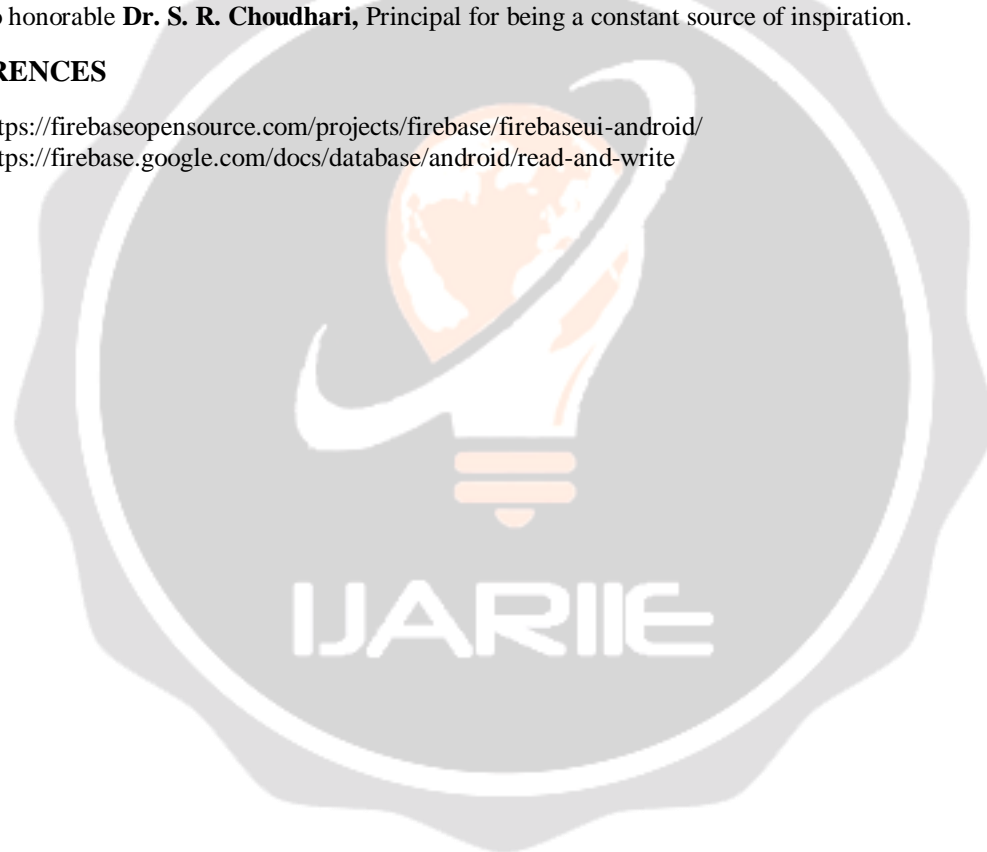 o honorable Dr. S. R. Choudhari, Principal for being a constant source of inspiration.
RENCES
tps://firebaseopensource.com/projects/firebase/firebaseui-android/
tps://firebase.google.com/docs/database/android/read-and-write
IJARIIE